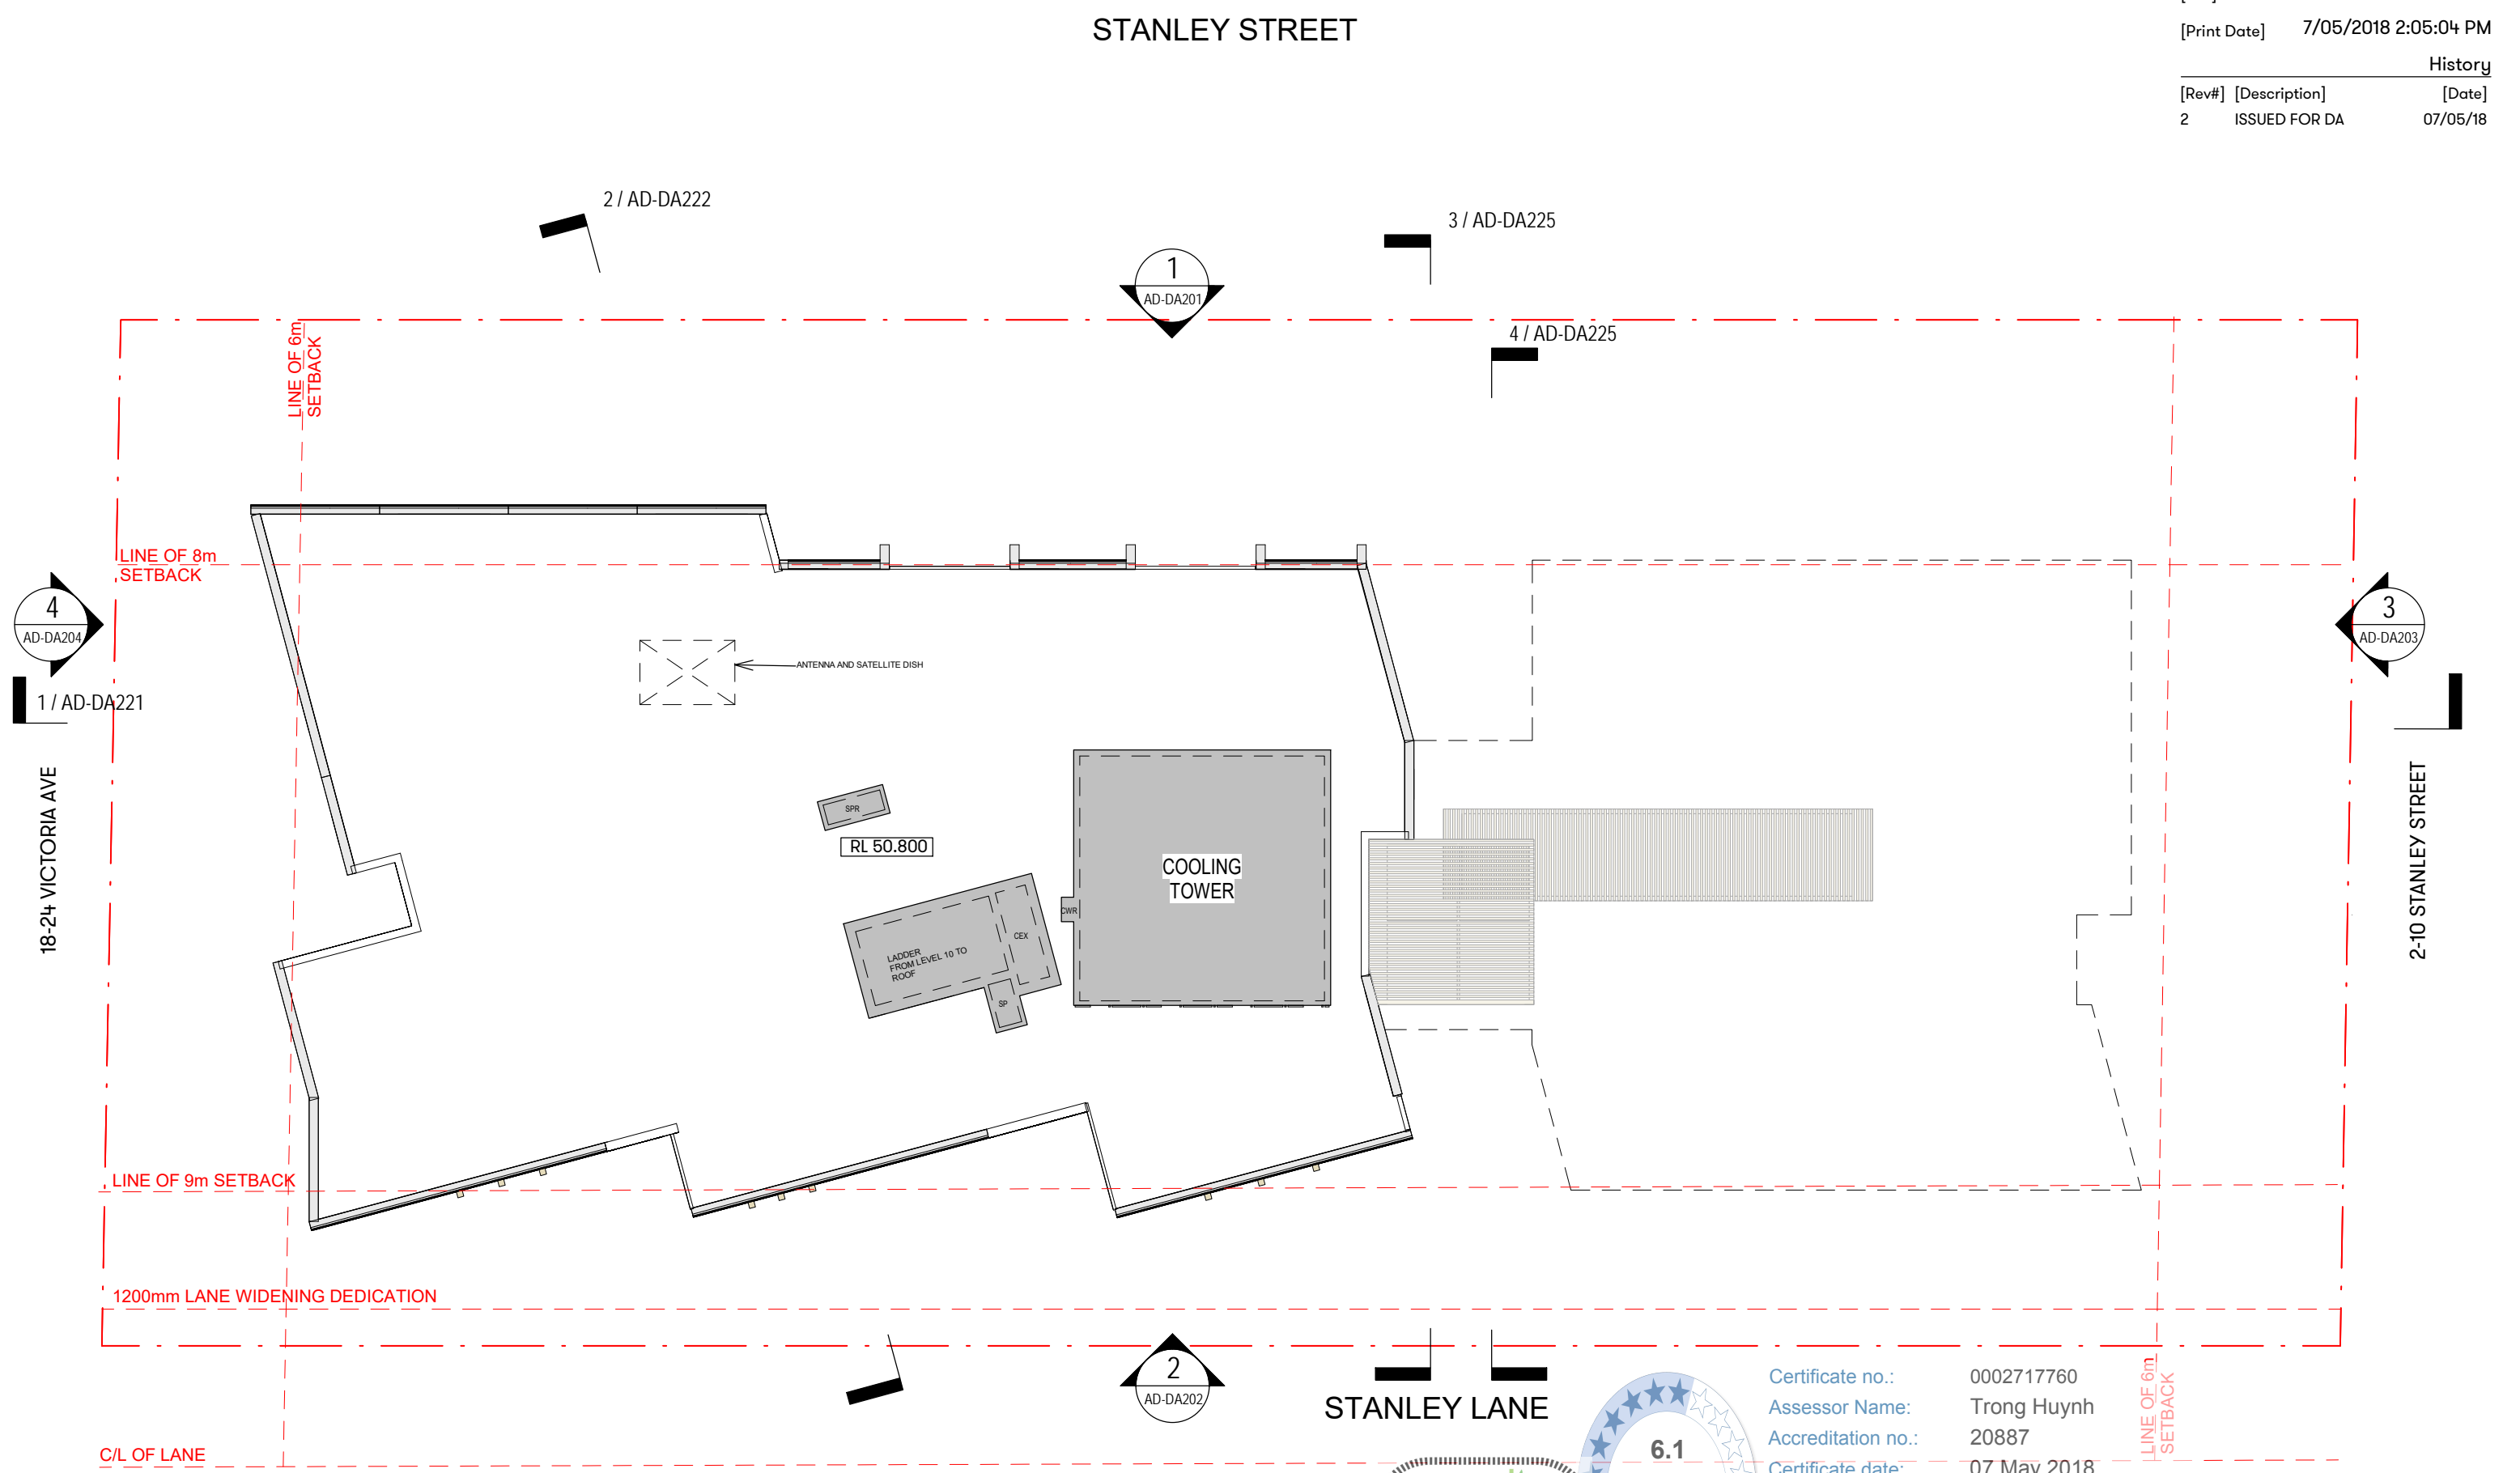 STANLEY STREET
[Print Date] 7/05/2018 2:05:04 PM
History
[Rev#] [Description] [Date]
2 ISSUED FOR DA 07/05/18
2 / AD-DA222
3 / AD-DA225
1
AD-DA201
4 / AD-DA225
LINE OF 6m
SETBACK
LINE OF 8m
SETBACK
4
AD-DA204
3
AD-DA203
1 / AD-DA221
ANTENNA AND SATELLITE DISH
18-24 VICTORIA AVE
2-10 STANLEY STREET
SPR
RL 50.800
COOLING
TOWER
CWR
CEX
LADDER
FROM LEVEL 10 TO
ROOF
SP
LINE OF 9m SETBACK
1200mm LANE WIDENING DEDICATION
2
AD-DA202
STANLEY LANE
LINE OF 6m
SETBACK
C/L OF LANE
6.1
Certificate no.: 0002717760
Assessor Name: Trong Huynh
Accreditation no.: 20887
Certificate date: 07 May 2018